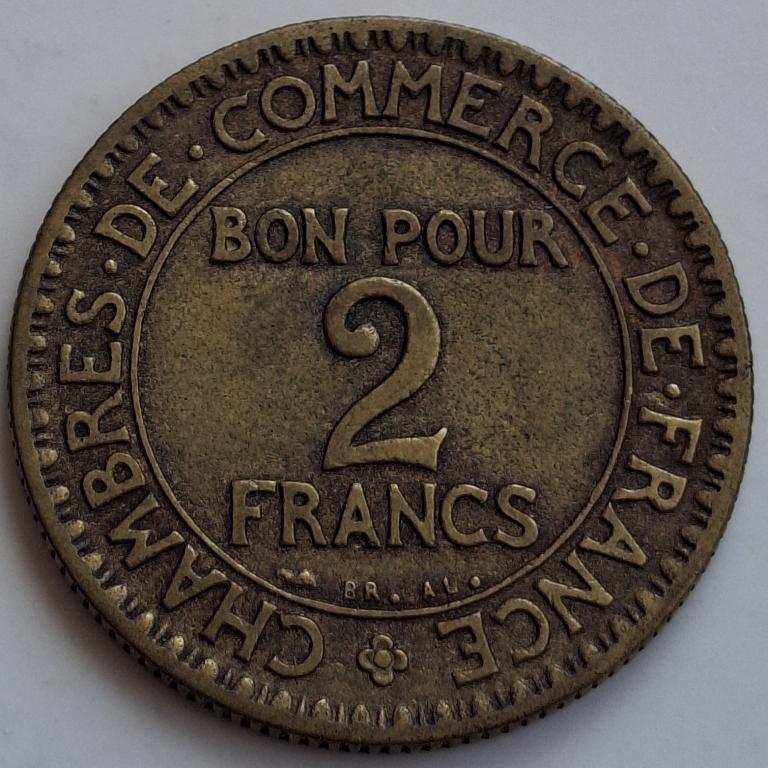 CHAMBRES · DE · COMMERCE · DE · FRANCE
BON POUR
2
FRANCS
BR. AL.